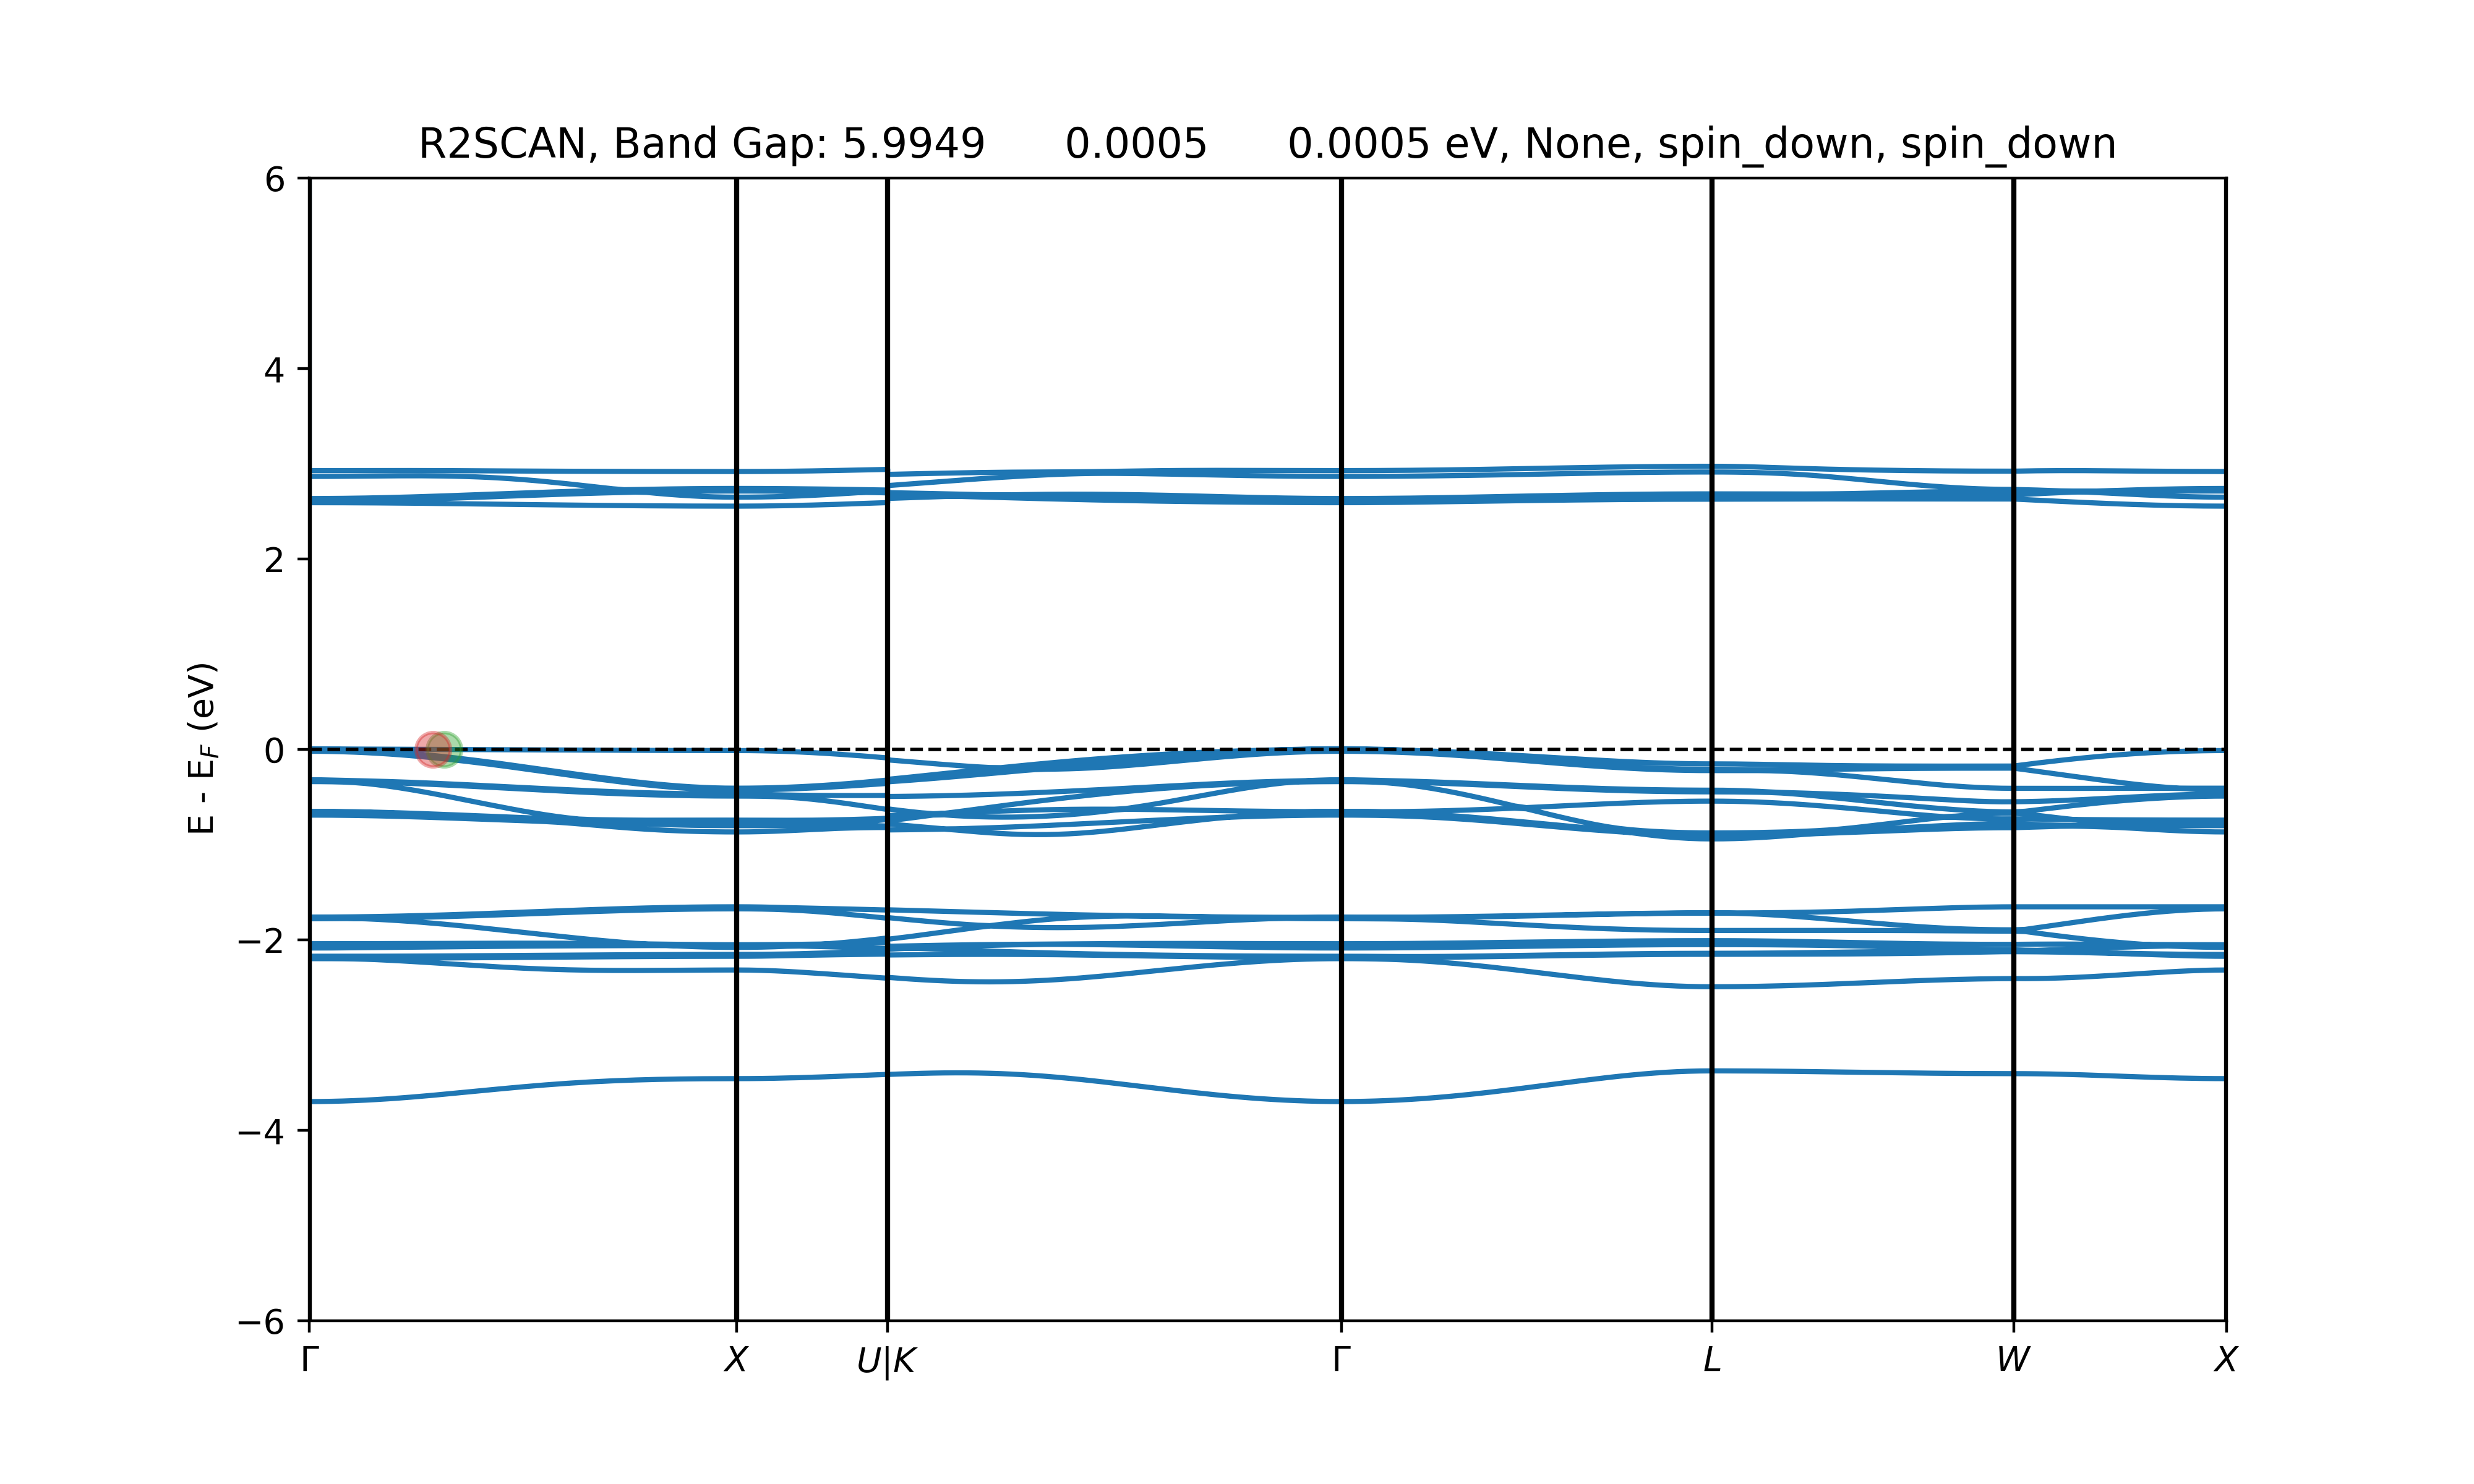 R2SCAN, Band Gap: 5.9949 0.0005 0.0005 eV, None, spin_down, spin_down
6
4
2
0
−2
−4
−6
E - E_F (eV)
Γ X U|K Γ L W X